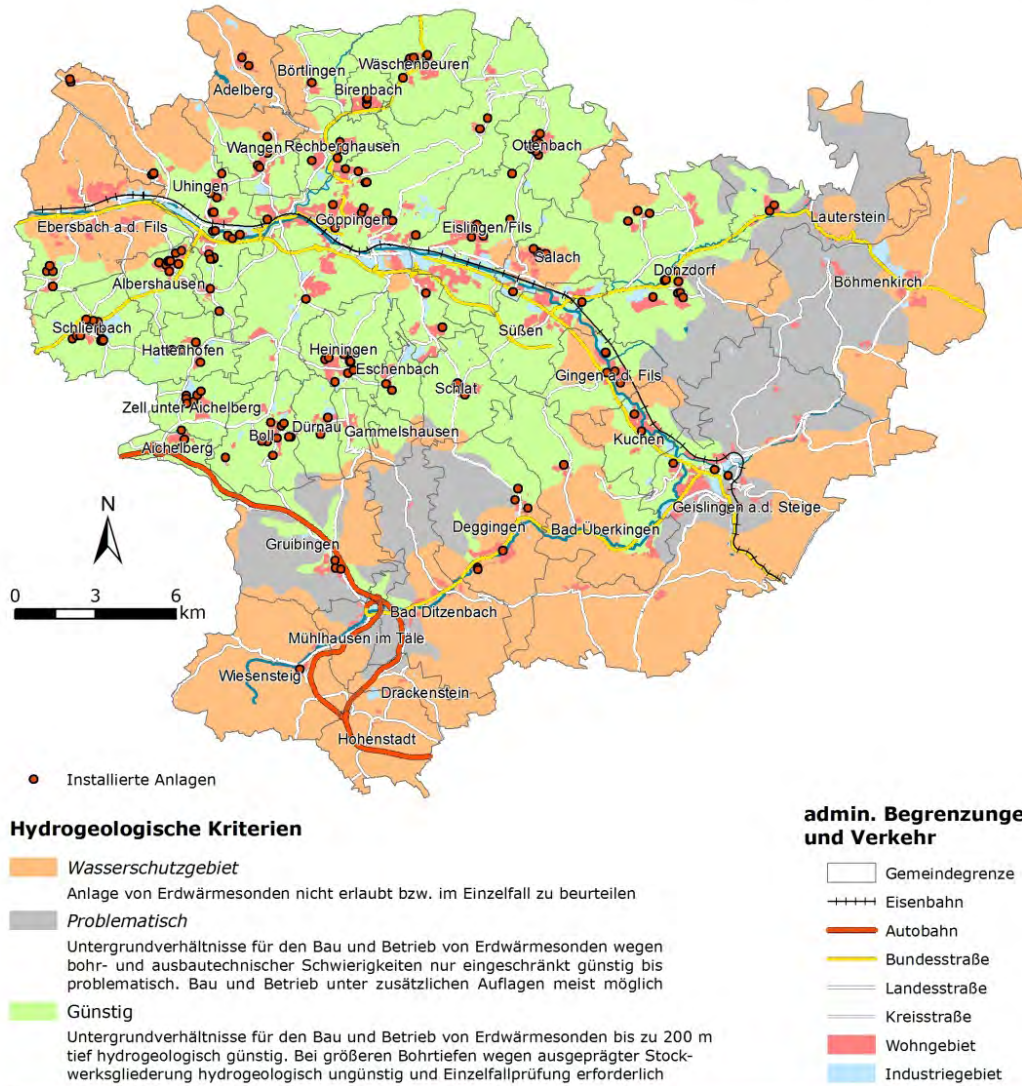 Wäschenbeuren
Börtlingen
Adelberg
Birenbach
Wangen
Rechberghausen
Ottenbach
Uhingen
Lauterstein
Göppingen
Ebersbach a.d. Fils
Eislingen/Fils
Salach
Donzdorf
Böhmenkirch
Albershausen
Schlierbach
Süßen
Hattenhofen
Heiningen
Eschenbach
Gingen a.d. Fils
Schlat
Zell unter Aichelberg
Dürnau
Gammelshausen
Boll
Kuchen
Aichelberg
Geislingen a.d. Steige
N
Deggingen
Bad Überkingen
Gruibingen
0 3 6
km
Bad Ditzenbach
Mühlhausen im Täle
Wiesensteig
Drackenstein
Hohenstadt
Installierte Anlagen
Hydrogeologische Kriterien
Wasserschutzgebiet
Anlage von Erdwärmesonden nicht erlaubt bzw. im Einzelfall zu beurteilen
Problematisch
Untergrundverhältnisse für den Bau und Betrieb von Erdwärmesonden wegen
bohr- und ausbautechnischer Schwierigkeiten nur eingeschränkt günstig bis
problematisch. Bau und Betrieb unter zusätzlichen Auflagen meist möglich
Günstig
Untergrundverhältnisse für den Bau und Betrieb von Erdwärmesonden bis zu 200 m
tief hydrogeologisch günstig. Bei größeren Bohrtiefen wegen ausgeprägter Stock-
werksgliederung hydrogeologisch ungünstig und Einzelfallprüfung erforderlich
admin. Begrenzunge
und Verkehr
Gemeindegrenze
Eisenbahn
Autobahn
Bundesstraße
Landesstraße
Kreisstraße
Wohngebiet
Industriegebiet